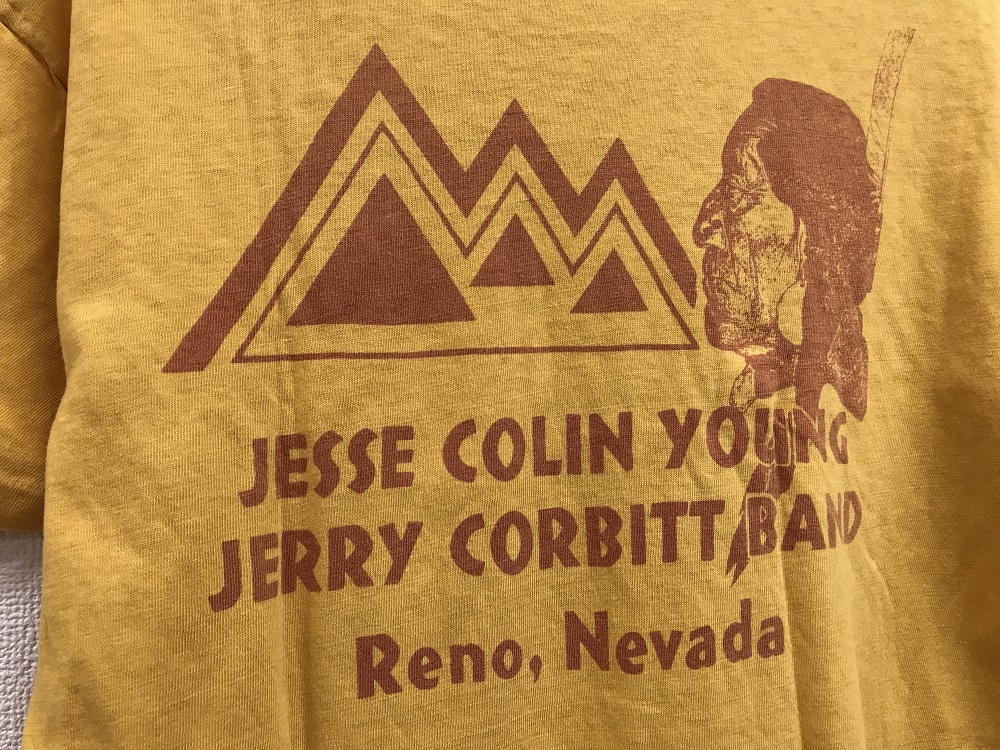 JESSE COLIN YOUNG
JERRY CORBITT BAND
Reno, Nevada